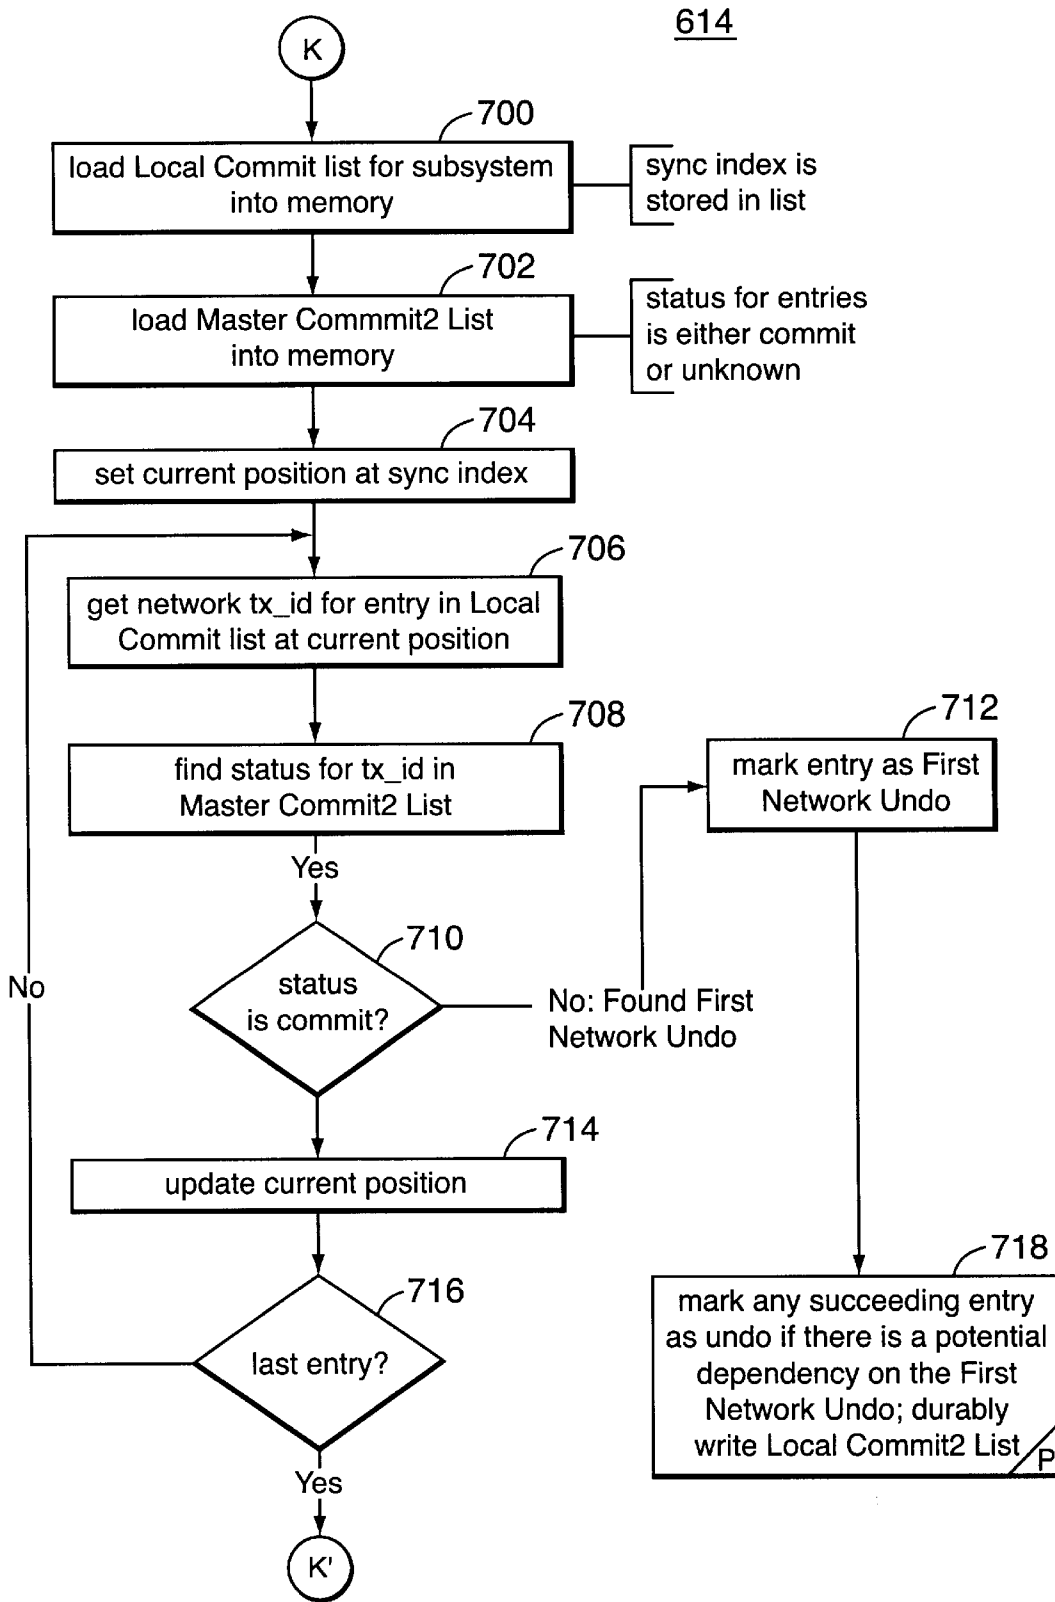 614
K
700
load Local Commit list for subsystem
into memory
sync index is
stored in list
702
load Master Commmit2 List
into memory
status for entries
is either commit
or unknown
704
set current position at sync index
706
get network tx_id for entry in Local
Commit list at current position
708
find status for tx_id in
Master Commit2 List
712
mark entry as First
Network Undo
Yes
710
status
is commit?
No: Found First
Network Undo
No
714
update current position
716
last entry?
718
mark any succeeding entry
as undo if there is a potential
dependency on the First
Network Undo; durably
write Local Commit2 List
P
Yes
K'